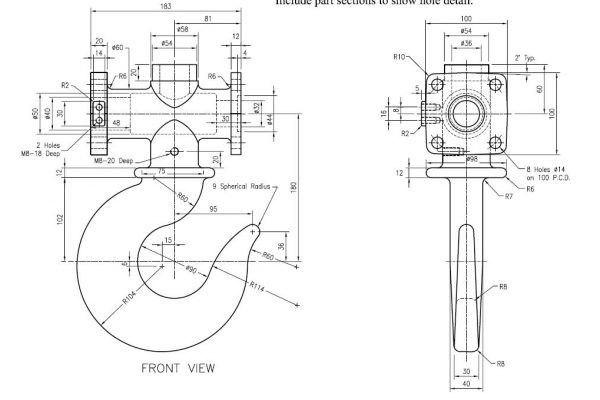 Include part sections to show hole detail.
183
81
20
14
ø60
ø58
ø54
12
4
20
R2
R6
R6
ø50
ø40
30
48
30
ø32
ø44
2 Holes
M8-18 Deep
M8-20 Deep
20
12
75
R60
9 Spherical Radius
95
102
180
15
36
5
ø90
R60
R104
R114
FRONT VIEW
100
ø54
ø36
2° Typ.
R10
5
60
100
16
8
R2
ø98
12
8 Holes ø14
on 100 P.C.D.
R6
R7
R8
R8
30
40